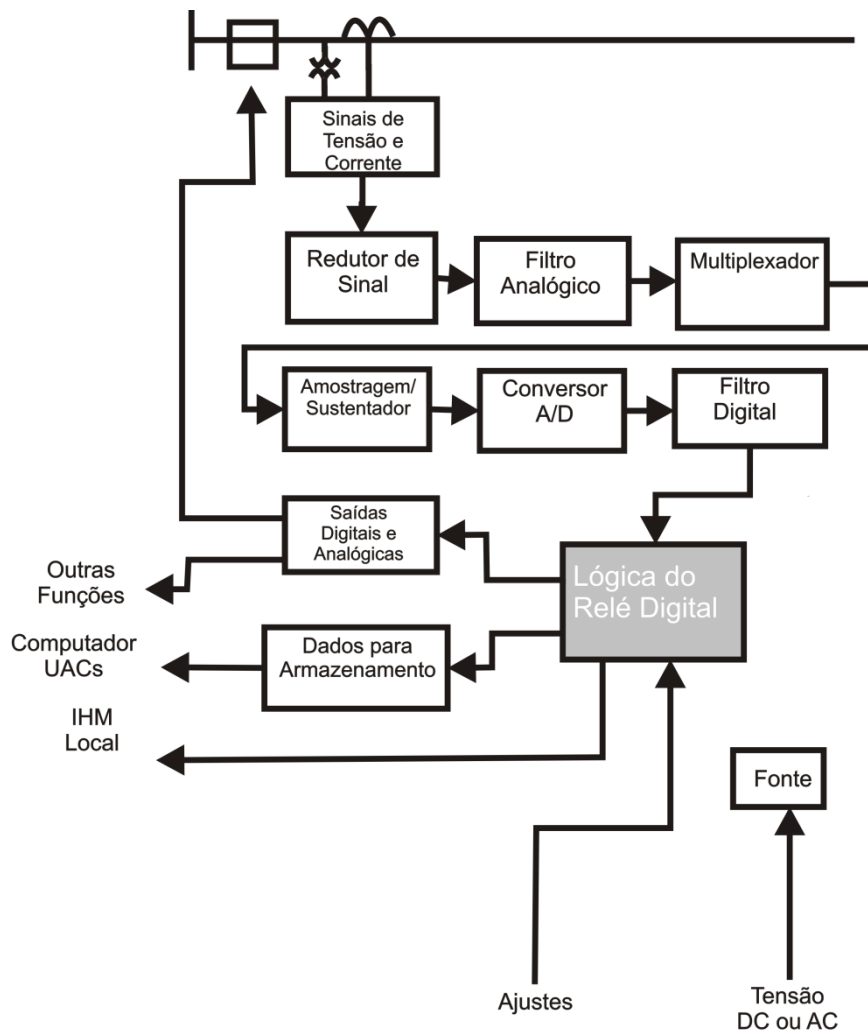 Sinais de
Tensão e
Corrente
Redutor de
Sinal
Filtro
Analógico
Multiplexador
Amostragem/
Sustentador
Conversor
A/D
Filtro
Digital
Saídas
Digitais e
Analógicas
Outras
Funções
Lógica do
Relé Digital
Computador
UACs
Dados para
Armazenamento
IHM
Local
Fonte
Ajustes
Tensão
DC ou AC